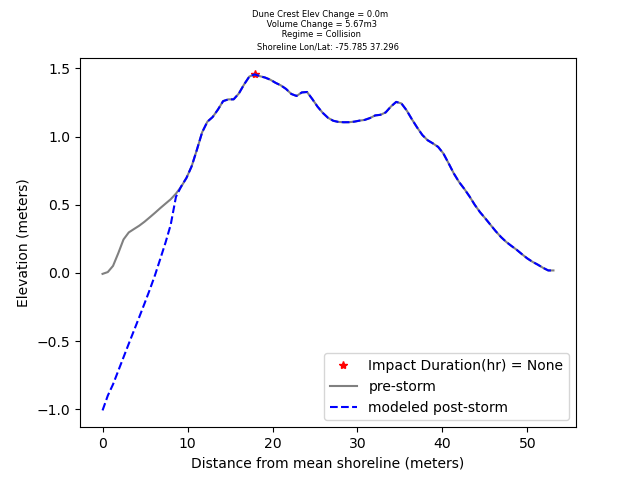 Dune Crest Elev Change = 0.0m
Volume Change = 5.67m3
Regime = Collision
Shoreline Lon/Lat: -75.785 37.296
1.5
1.0
0.5
0.0
−0.5
−1.0
Elevation (meters)
Impact Duration(hr) = None
pre-storm
modeled post-storm
0 10 20 30 40 50
Distance from mean shoreline (meters)